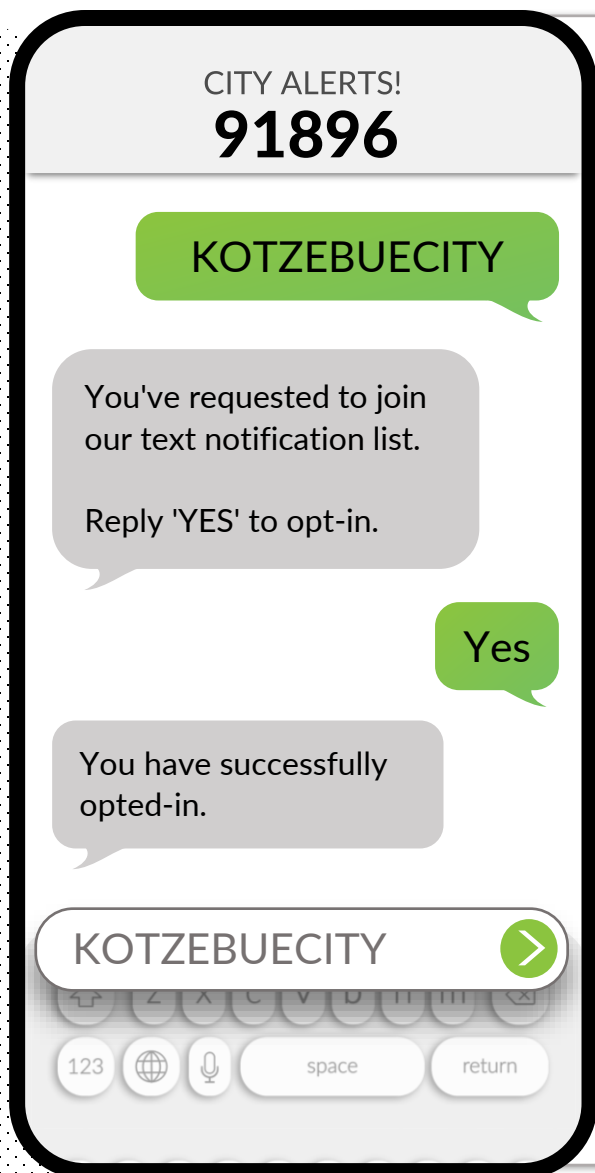 CITY ALERTS!
91896
KOTZEBUECITY
You've requested to join
our text notification list.
Reply 'YES' to opt-in.
Yes
You have successfully
opted-in.
KOTZEBUECITY
123 space return